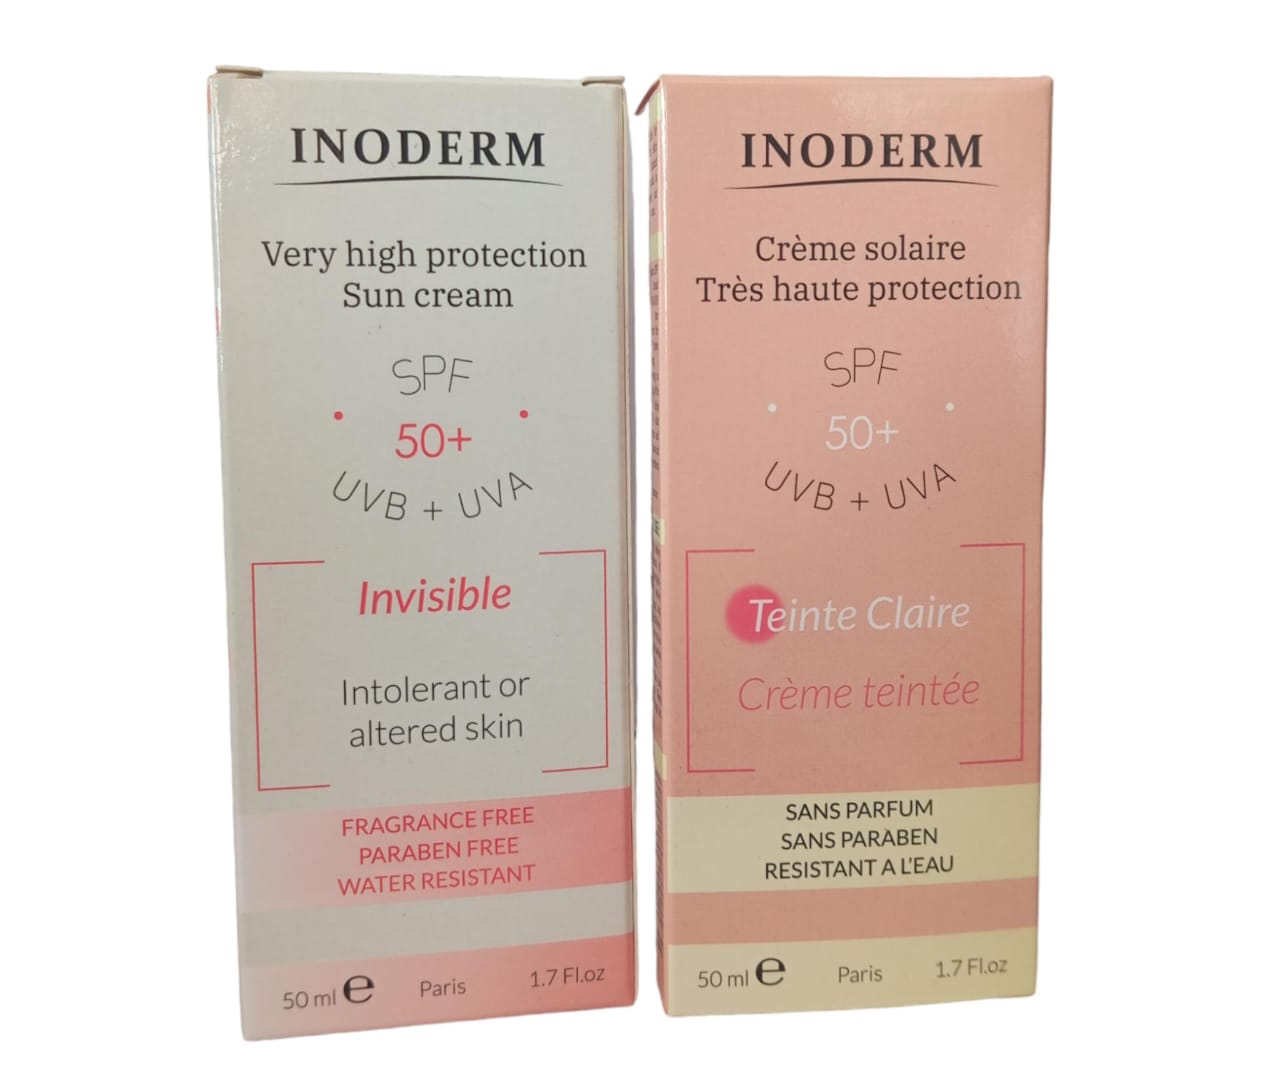 INODERM
Very high protection
Sun cream
SPF
50+
UVB + UVA
Invisible
Intolerant or
altered skin
FRAGRANCE FREE
PARABEN FREE
WATER RESISTANT
50 ml e Paris 1.7 Fl.oz
INODERM
Crème solaire
Très haute protection
SPF
50+
UVB + UVA
Teinte Claire
Crème teintée
SANS PARFUM
SANS PARABEN
RESISTANT A L'EAU
50 ml e Paris 1.7 Fl.oz